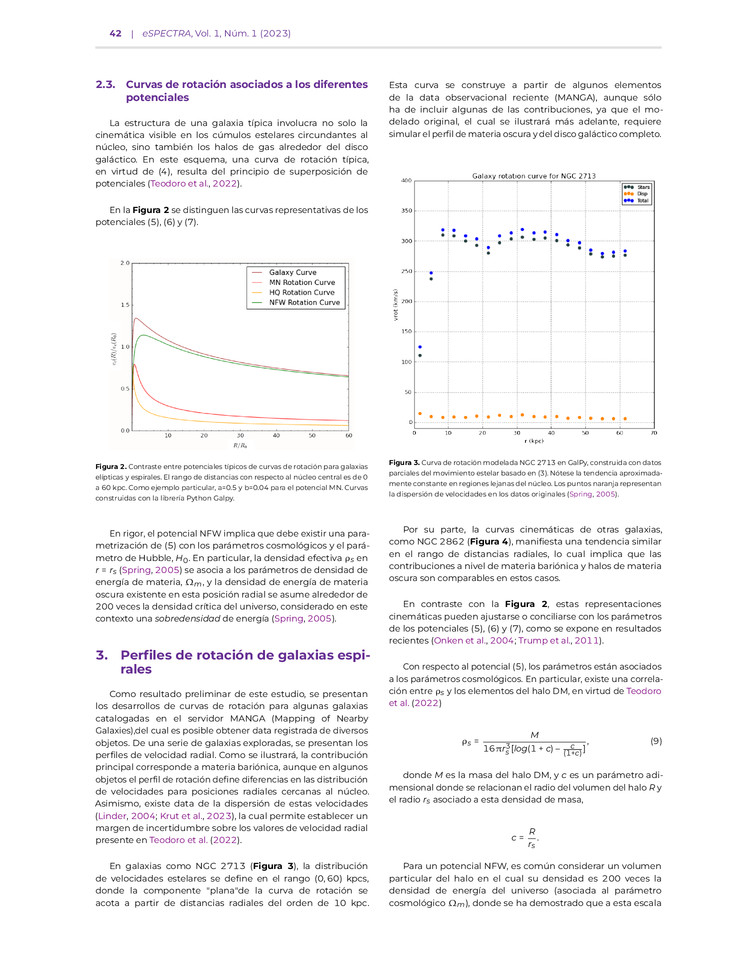 42 | eSPECTRA, Vol. 1, Núm. 1 (2023)
2.3. Curvas de rotación asociados a los diferentes
potenciales
La estructura de una galaxia típica involucra no solo la
cinemática visible en los cúmulos estelares circundantes al
núcleo, sino también los halos de gas alrededor del disco
galáctico. En este esquema, una curva de rotación típica,
en virtud de (4), resulta del principio de superposición de
potenciales (Teodoro et al., 2022).
En la Figura 2 se distinguen las curvas representativas de los
potenciales (5), (6) y (7).
2.0
1.5
1.0
0.5
0.0
10 20 30 40 50 60
R/R₀
Galaxy Curve
MN Rotation Curve
HQ Rotation Curve
NFW Rotation Curve
Figura 2. Contraste entre potenciales típicos de curvas de rotación para galaxias
elípticas y espirales. El rango de distancias con respecto al núcleo central es de 0
a 60 kpc. Como ejemplo particular, a=0.5 y b=0.04 para el potencial MN. Curvas
construidas con la librería Python Galpy.
En rigor, el potencial NFW implica que debe existir una para-
metrización de (5) con los parámetros cosmológicos y el pará-
metro de Hubble, H₀. En particular, la densidad efectiva ρₛ en
r = rₛ (Spring, 2005) se asocia a los parámetros de densidad de
energía de materia, Ωₘ, y la densidad de energía de materia
oscura existente en esta posición radial se asume alrededor de
200 veces la densidad crítica del universo, considerado en este
contexto una sobredensidad de energía (Spring, 2005).
3. Perfiles de rotación de galaxias espi-
rales
Como resultado preliminar de este estudio, se presentan
los desarrollos de curvas de rotación para algunas galaxias
catalogadas en el servidor MANGA (Mapping of Nearby
Galaxies),del cual es posible obtener data registrada de diversos
objetos. De una serie de galaxias exploradas, se presentan los
perfiles de velocidad radial. Como se ilustrará, la contribución
principal corresponde a materia bariónica, aunque en algunos
objetos el perfil de rotación define diferencias en las distribución
de velocidades para posiciones radiales cercanas al núcleo.
Asimismo, existe data de la dispersión de estas velocidades
(Linder, 2004; Krut et al., 2023), la cual permite establecer un
margen de incertidumbre sobre los valores de velocidad radial
presente en Teodoro et al. (2022).
En galaxias como NGC 2713 (Figura 3), la distribución
de velocidades estelares se define en el rango (0, 60) kpcs,
donde la componente "plana"de la curva de rotación se
acota a partir de distancias radiales del orden de 10 kpc.
Esta curva se construye a partir de algunos elementos
de la data observacional reciente (MANGA), aunque sólo
ha de incluir algunas de las contribuciones, ya que el mo-
delado original, el cual se ilustrará más adelante, requiere
simular el perfil de materia oscura y del disco galáctico completo.
Galaxy rotation curve for NGC 2713
400
350
300
250
200
150
100
50
0
vrot (km/s)
0 10 20 30 40 50 60 70
r (kpc)
Stars
Disp
Total
Figura 3. Curva de rotación modelada NGC 2713 en GalPy, construida con datos
parciales del movimiento estelar basado en (3). Nótese la tendencia aproximada-
mente constante en regiones lejanas del núcleo. Los puntos naranja representan
la dispersión de velocidades en los datos originales (Spring, 2005).
Por su parte, la curvas cinemáticas de otras galaxias,
como NGC 2862 (Figura 4), manifiesta una tendencia similar
en el rango de distancias radiales, lo cual implica que las
contribuciones a nivel de materia bariónica y halos de materia
oscura son comparables en estos casos.
En contraste con la Figura 2, estas representaciones
cinemáticas pueden ajustarse o conciliarse con los parámetros
de los potenciales (5), (6) y (7), como se expone en resultados
recientes (Onken et al., 2004; Trump et al., 2011).
Con respecto al potencial (5), los parámetros están asociados
a los parámetros cosmológicos. En particular, existe una correla-
ción entre ρₛ y los elementos del halo DM, en virtud de Teodoro
et al. (2022)
ρₛ = M / 16πrₛ³[log(1 + c) − c/(1+c)], (9)
donde M es la masa del halo DM, y c es un parámetro adi-
mensional donde se relacionan el radio del volumen del halo R y
el radio rₛ asociado a esta densidad de masa,
c = R/rₛ.
Para un potencial NFW, es común considerar un volumen
particular del halo en el cual su densidad es 200 veces la
densidad de energía del universo (asociada al parámetro
cosmológico Ωₘ), donde se ha demostrado que a esta escala